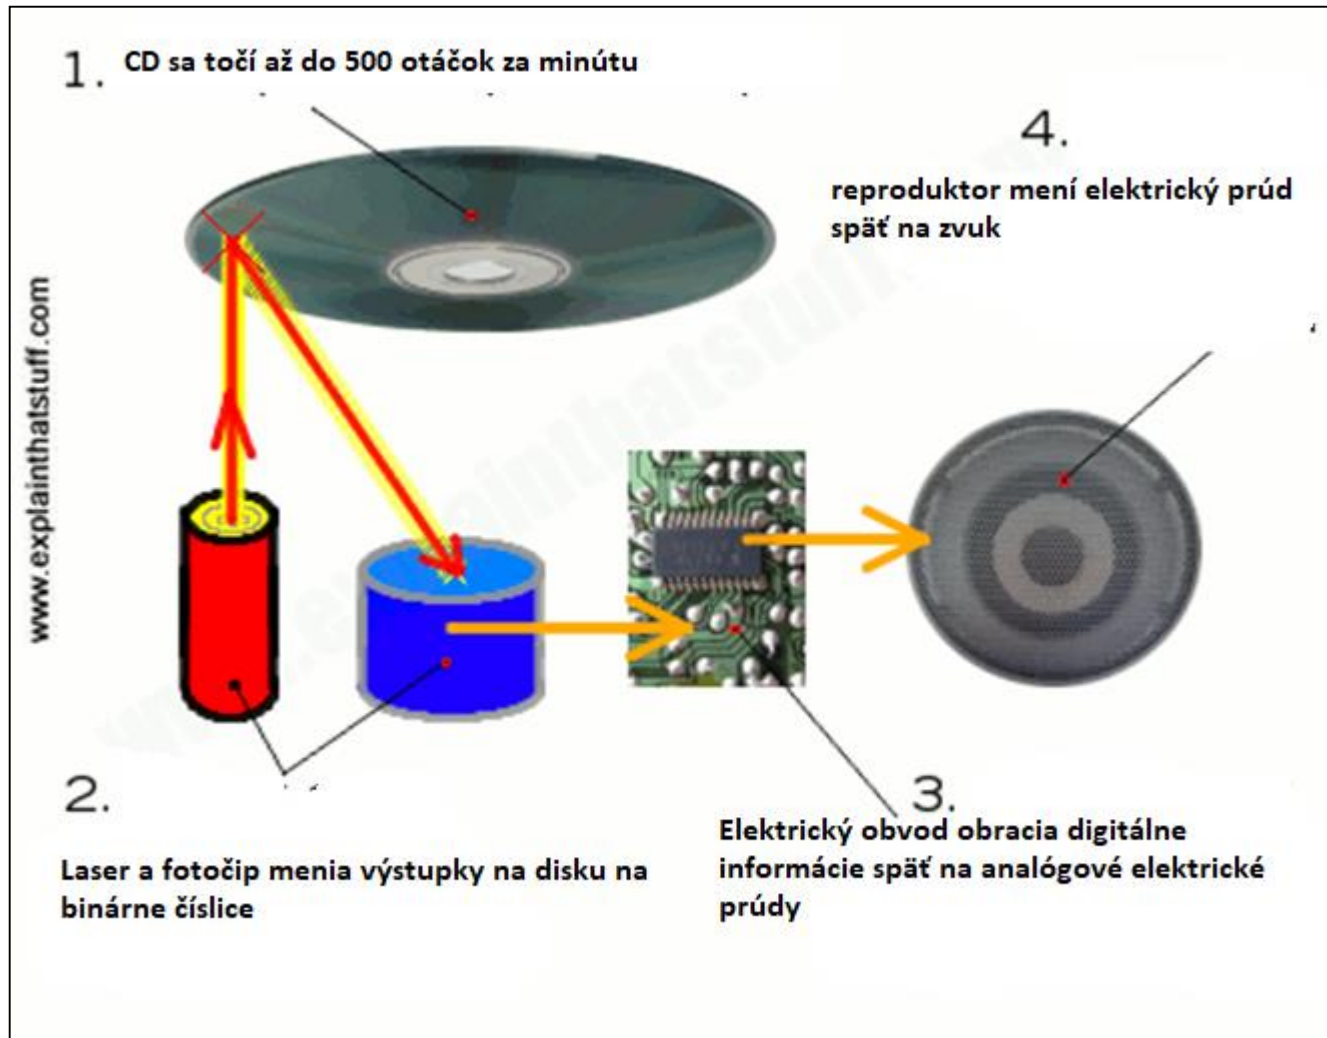 1. CD sa točí až do 500 otáčok za minútu
4.
reproduktor mení elektrický prúd
späť na zvuk
www.explainthatstuff.com
2.
Laser a fotočip menia výstupky na disku na
binárne číslice
3.
Elektrický obvod obracia digitálne
informácie späť na analógové elektrické
prúdy